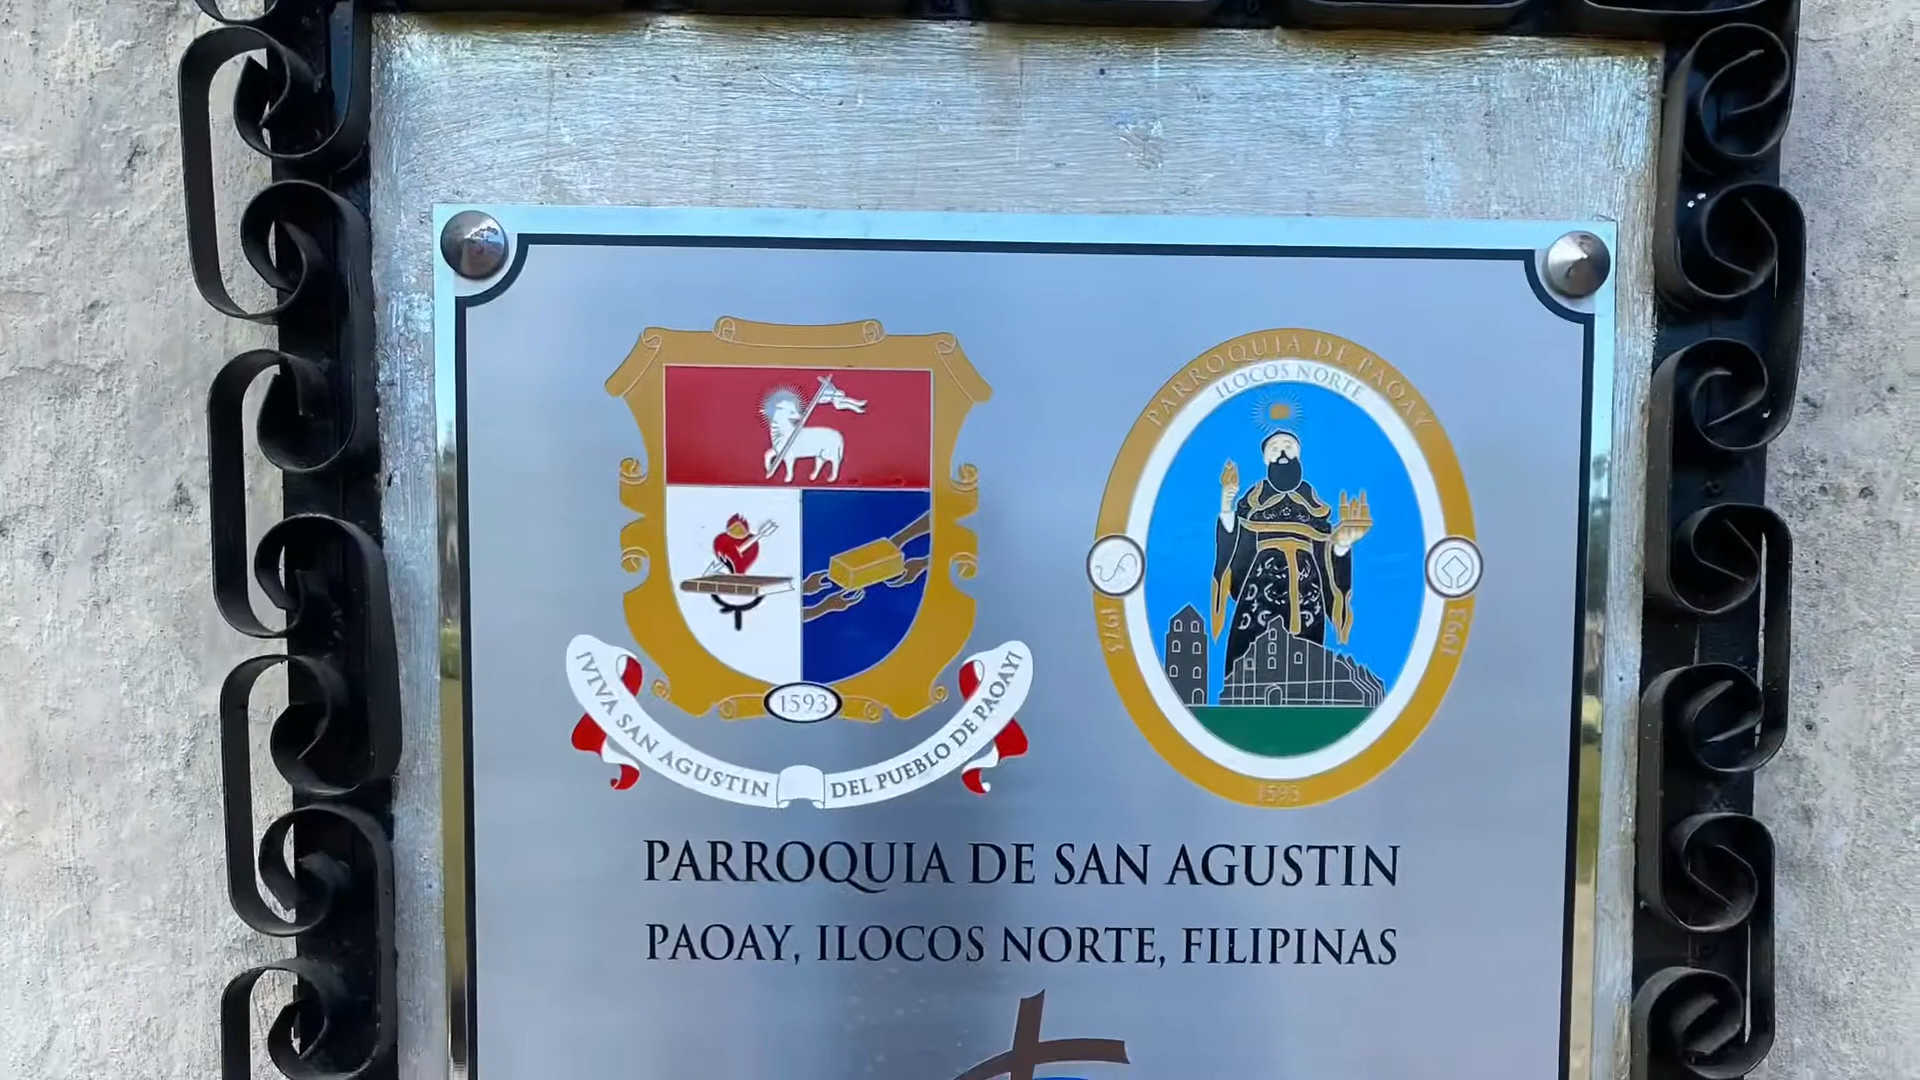 ¡VIVA SAN AGUSTIN DEL PUEBLO DE PAOAY!
1593
PARROQUIA DE PAOAY
ILOCOS NORTE
1973
1993
1593
PARROQUIA DE SAN AGUSTIN
PAOAY, ILOCOS NORTE, FILIPINAS